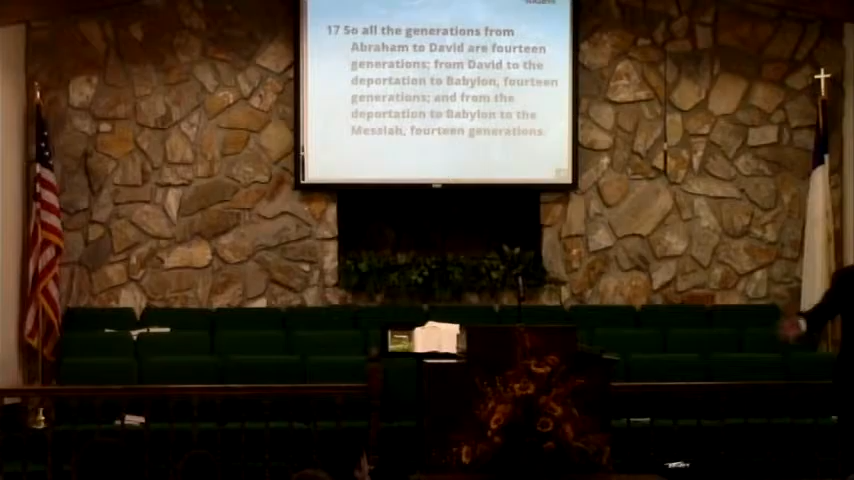 17 So all the generations from
Abraham to David are fourteen
generations; from David to the
deportation to Babylon, fourteen
generations; and from the
deportation to Babylon to the
Messiah, fourteen generations.